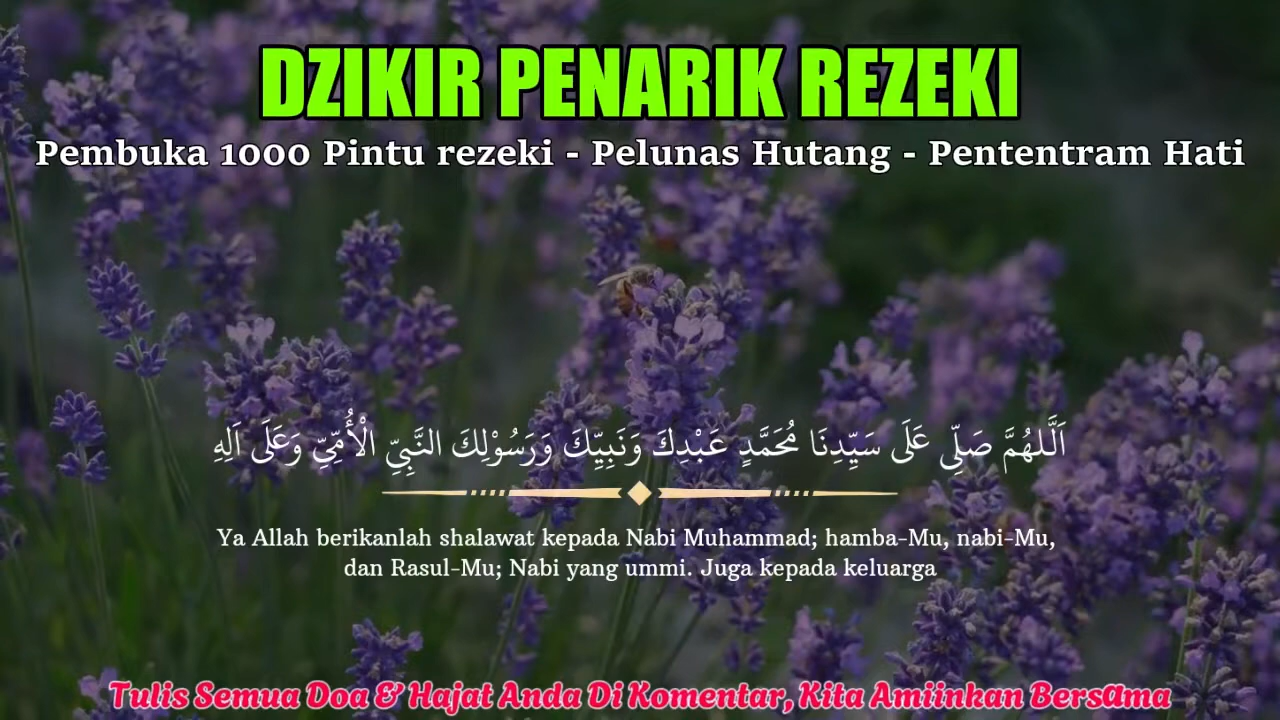 DZIKIR PENARIK REZEKI
Pembuka 1000 Pintu rezeki - Pelunas Hutang - Pententram Hati
اَللّٰهُمَّ صَلِّى عَلَى سَيِّدِنَا مُحَمَّدٍ عَبْدِكَ وَنَبِيِّكَ وَرَسُوْلِكَ النَّبِيِّ الْأُمِّيِّ وَعَلَى اَلِهِ
Ya Allah berikanlah shalawat kepada Nabi Muhammad; hamba-Mu, nabi-Mu,
dan Rasul-Mu; Nabi yang ummi. Juga kepada keluarga
Tulis Semua Doa & Hajat Anda Di Komentar, Kita Amiinkan Bersama